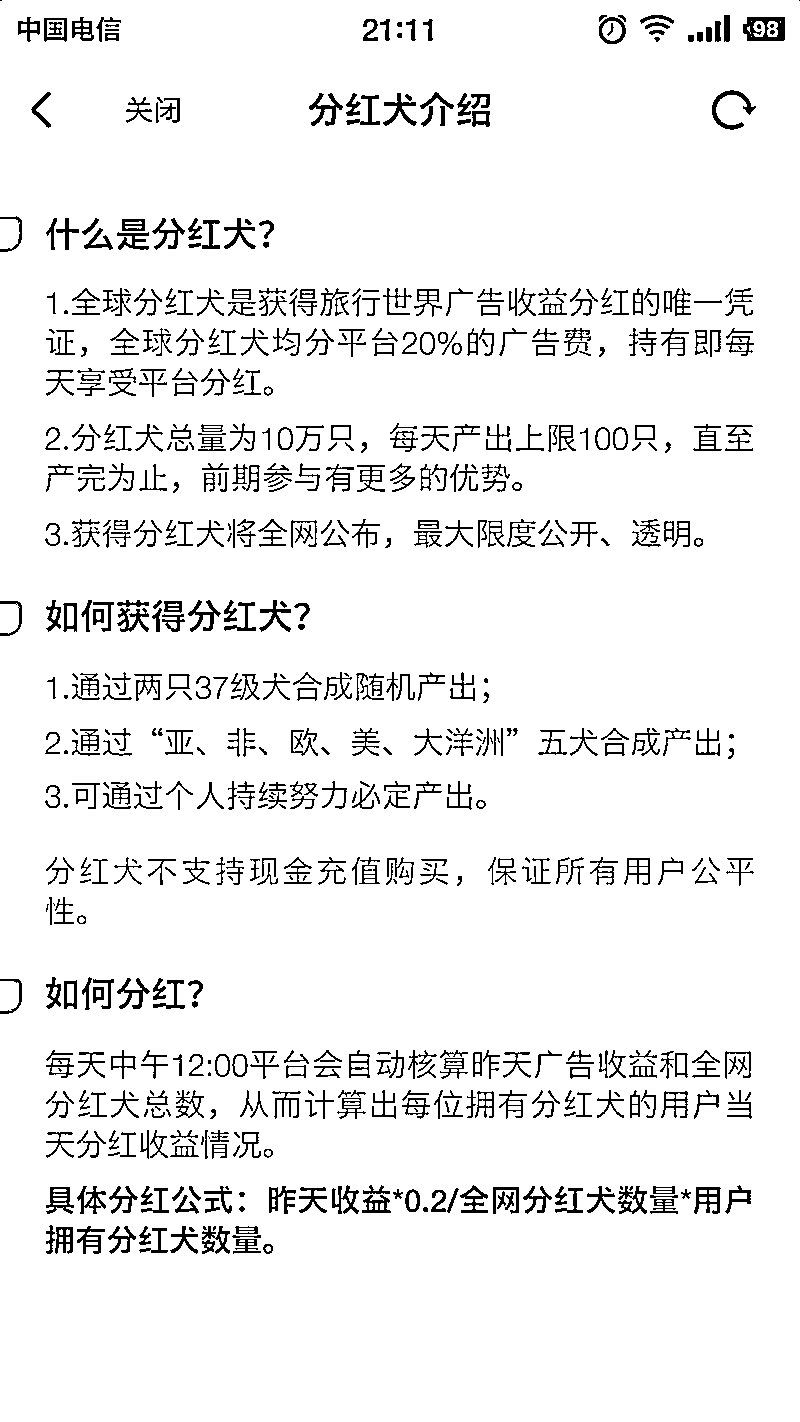 中国电信 21:11 98
关闭 分红犬介绍
什么是分红犬？
1.全球分红犬是获得旅行世界广告收益分红的唯一凭
证，全球分红犬均分平台20%的广告费，持有即每
天享受平台分红。
2.分红犬总量为10万只，每天产出上限100只，直至
产完为止，前期参与有更多的优势。
3.获得分红犬将全网公布，最大限度公开、透明。
如何获得分红犬？
1.通过两只37级犬合成随机产出；
2.通过“亚、非、欧、美、大洋洲”五犬合成产出；
3.可通过个人持续努力必定产出。
分红犬不支持现金充值购买，保证所有用户公平
性。
如何分红？
每天中午12:00平台会自动核算昨天广告收益和全网
分红犬总数，从而计算出每位拥有分红犬的用户当
天分红收益情况。
具体分红公式：昨天收益*0.2/全网分红犬数量*用户
拥有分红犬数量。